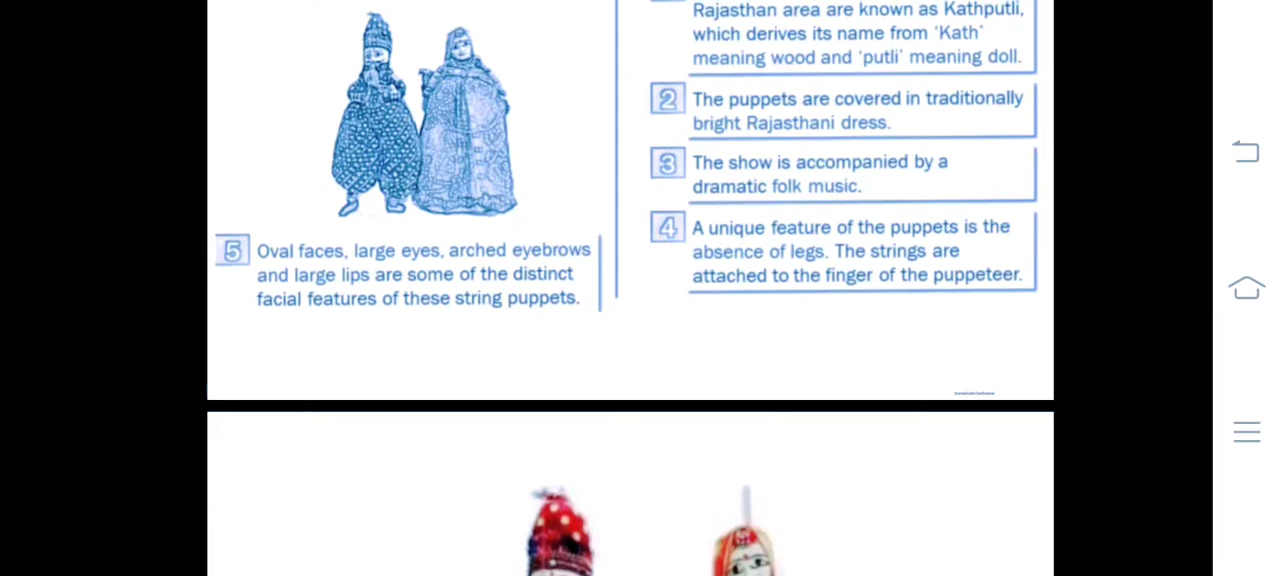 Rajasthan area are known as Kathputli,
which derives its name from ‘Kath’
meaning wood and ‘putli’ meaning doll.
2 The puppets are covered in traditionally
bright Rajasthani dress.
3 The show is accompanied by a
dramatic folk music.
4 A unique feature of the puppets is the
absence of legs. The strings are
attached to the finger of the puppeteer.
5 Oval faces, large eyes, arched eyebrows
and large lips are some of the distinct
facial features of these string puppets.